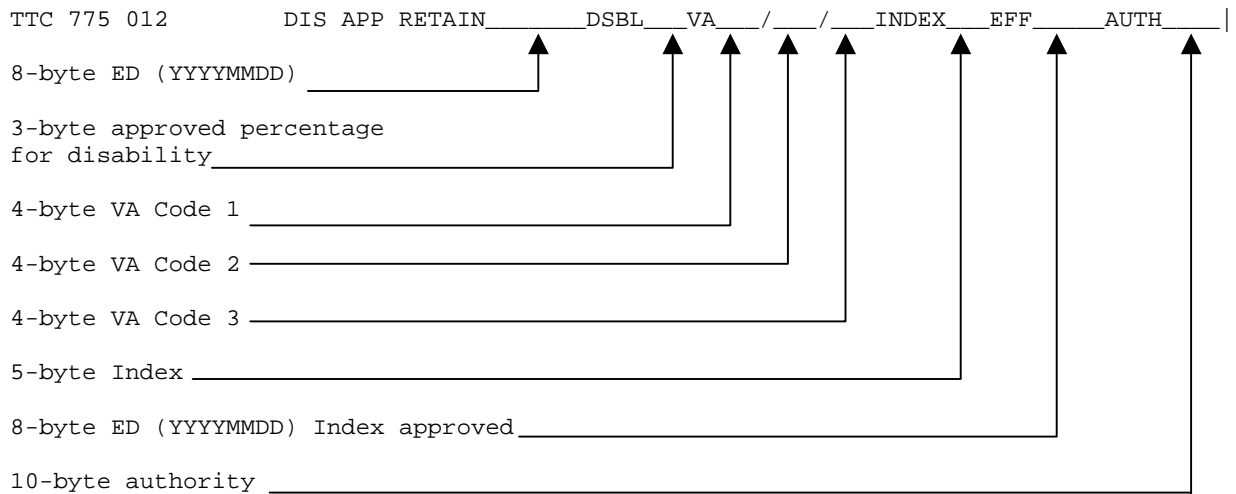 TTC 775 012 DIS APP RETAIN_______DSBL___VA___/___/___INDEX___EFF_____AUTH____|
8-byte ED (YYYYMMDD)
3-byte approved percentage
for disability
4-byte VA Code 1
4-byte VA Code 2
4-byte VA Code 3
5-byte Index
8-byte ED (YYYYMMDD) Index approved
10-byte authority